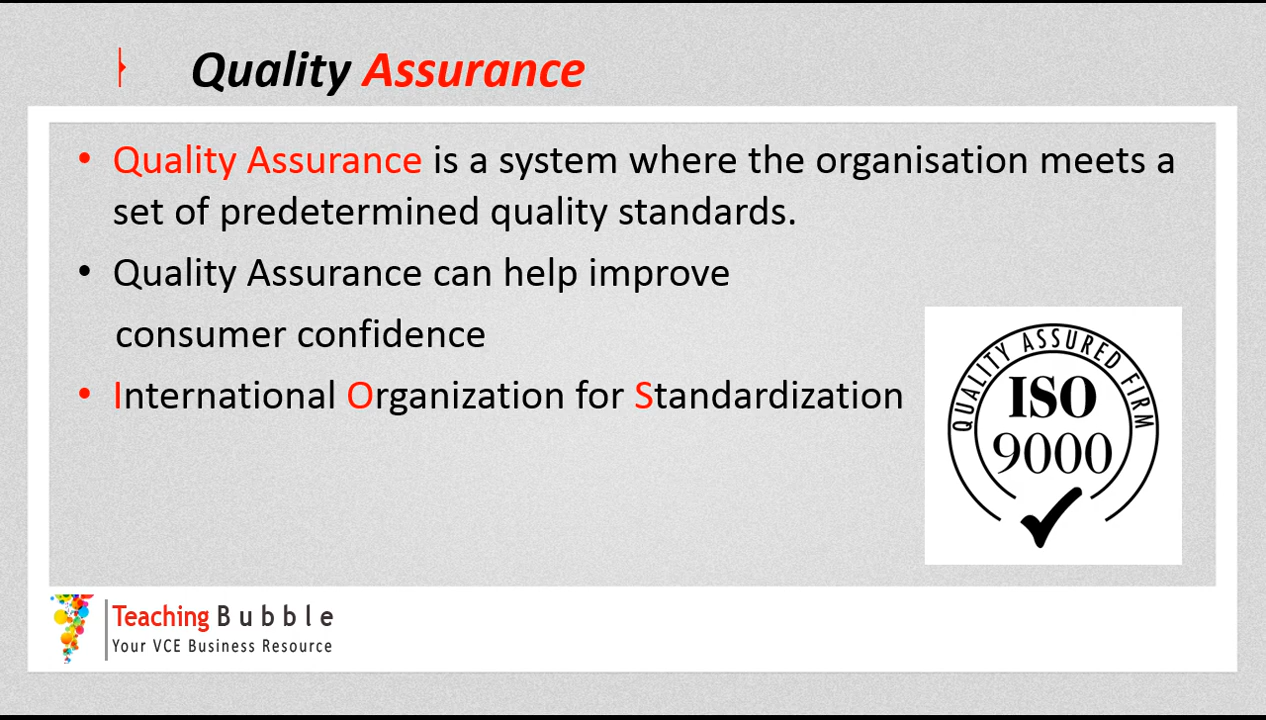 Quality Assurance
• Quality Assurance is a system where the organisation meets a
set of predetermined quality standards.
• Quality Assurance can help improve
consumer confidence
• International Organization for Standardization
QUALITY ASSURED FIRM
ISO
9000
Teaching Bubble
Your VCE Business Resource